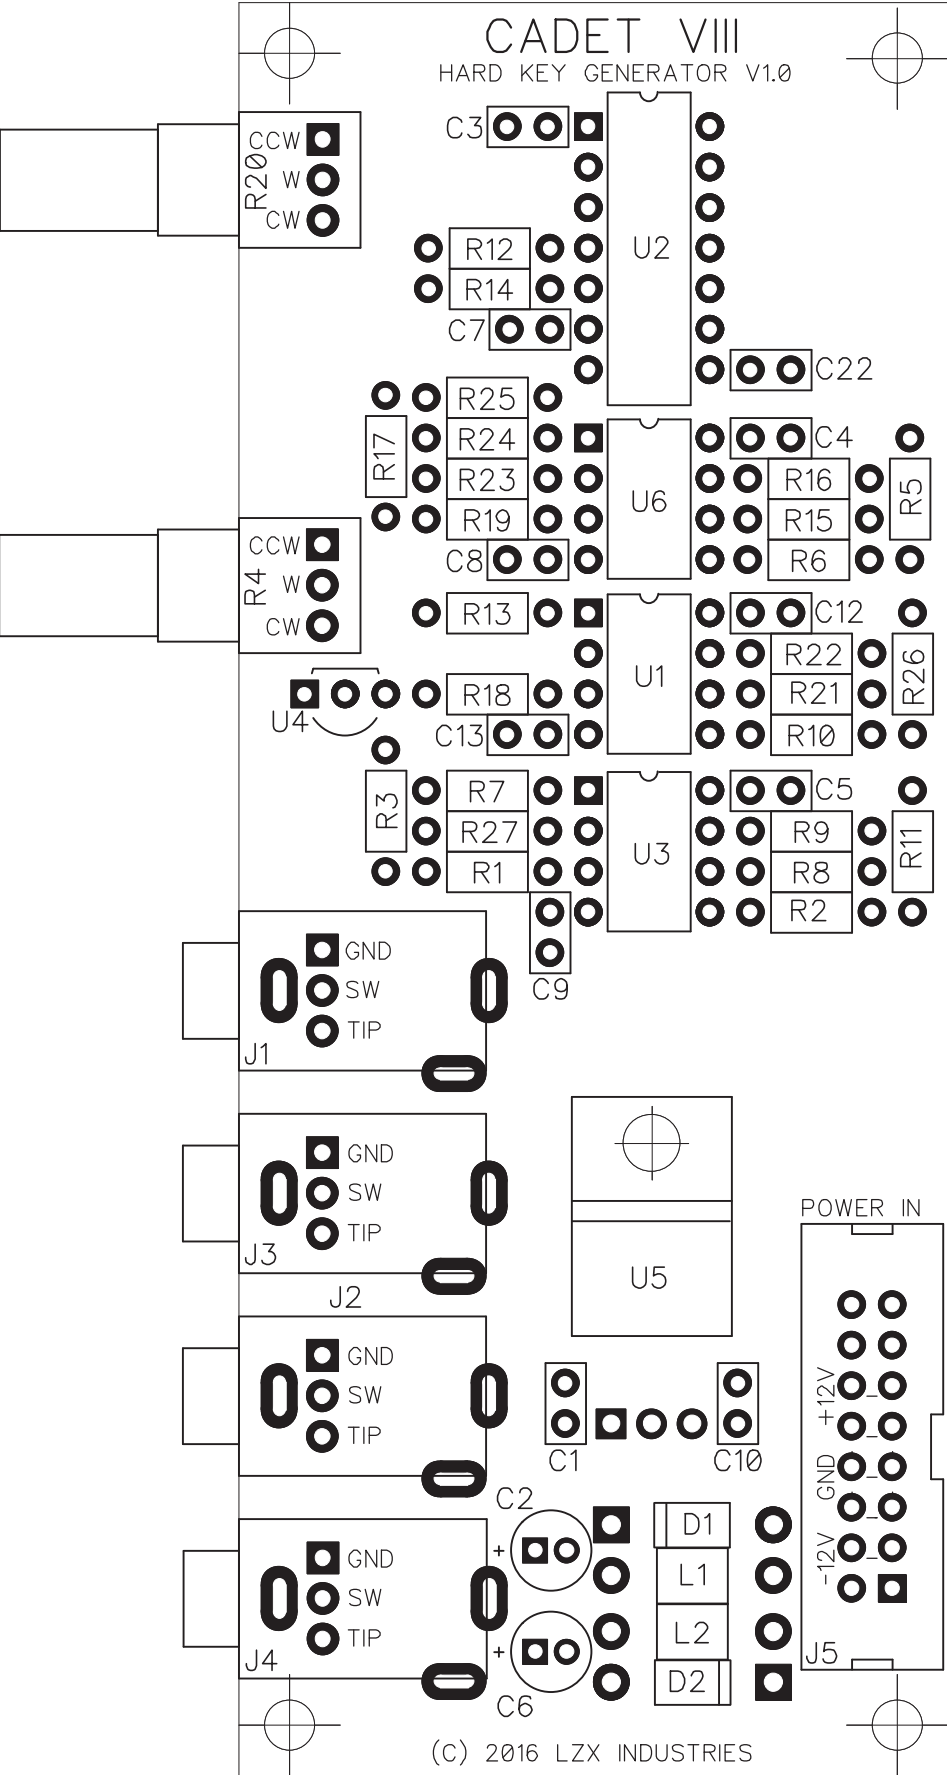 CADET VIII
HARD KEY GENERATOR V1.0
C3
CCW
R20
W
CW
U2
R12
R14
C7
C22
R25
R17
R24
C4
R23
U6
R16
R5
R19
R15
C8
R6
CCW
R4
W
CW
R13
C12
R22
R26
U1
R18
R21
U4
C13
R10
R3
R7
C5
R27
U3
R9
R11
R1
R8
R2
C9
GND
SW
TIP
J1
GND
SW
TIP
J3
POWER IN
U5
J2
GND
SW
TIP
+12V
GND
-12V
C1
C10
C2
+
D1
GND
SW
TIP
J4
L1
L2
+
D2
C6
J5
(C) 2016 LZX INDUSTRIES